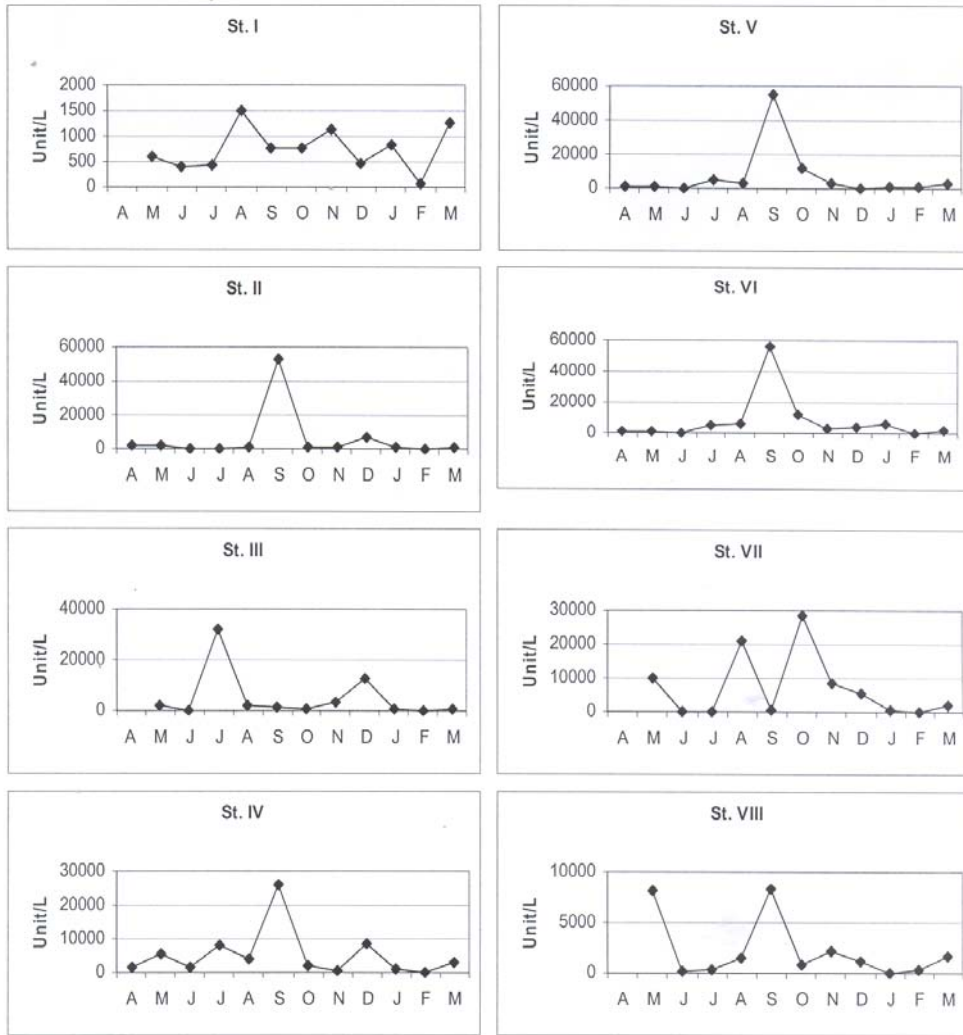 St. I
2000
1500
1000
500
0
Unit/L
A M J J A S O N D J F M
St. V
60000
40000
20000
0
Unit/L
A M J J A S O N D J F M
St. II
60000
40000
20000
0
Unit/L
A M J J A S O N D J F M
St. VI
60000
40000
20000
0
Unit/L
A M J J A S O N D J F M
St. III
40000
20000
0
Unit/L
A M J J A S O N D J F M
St. VII
30000
20000
10000
0
Unit/L
A M J J A S O N D J F M
St. IV
30000
20000
10000
0
Unit/L
A M J J A S O N D J F M
St. VIII
10000
5000
0
Unit/L
A M J J A S O N D J F M